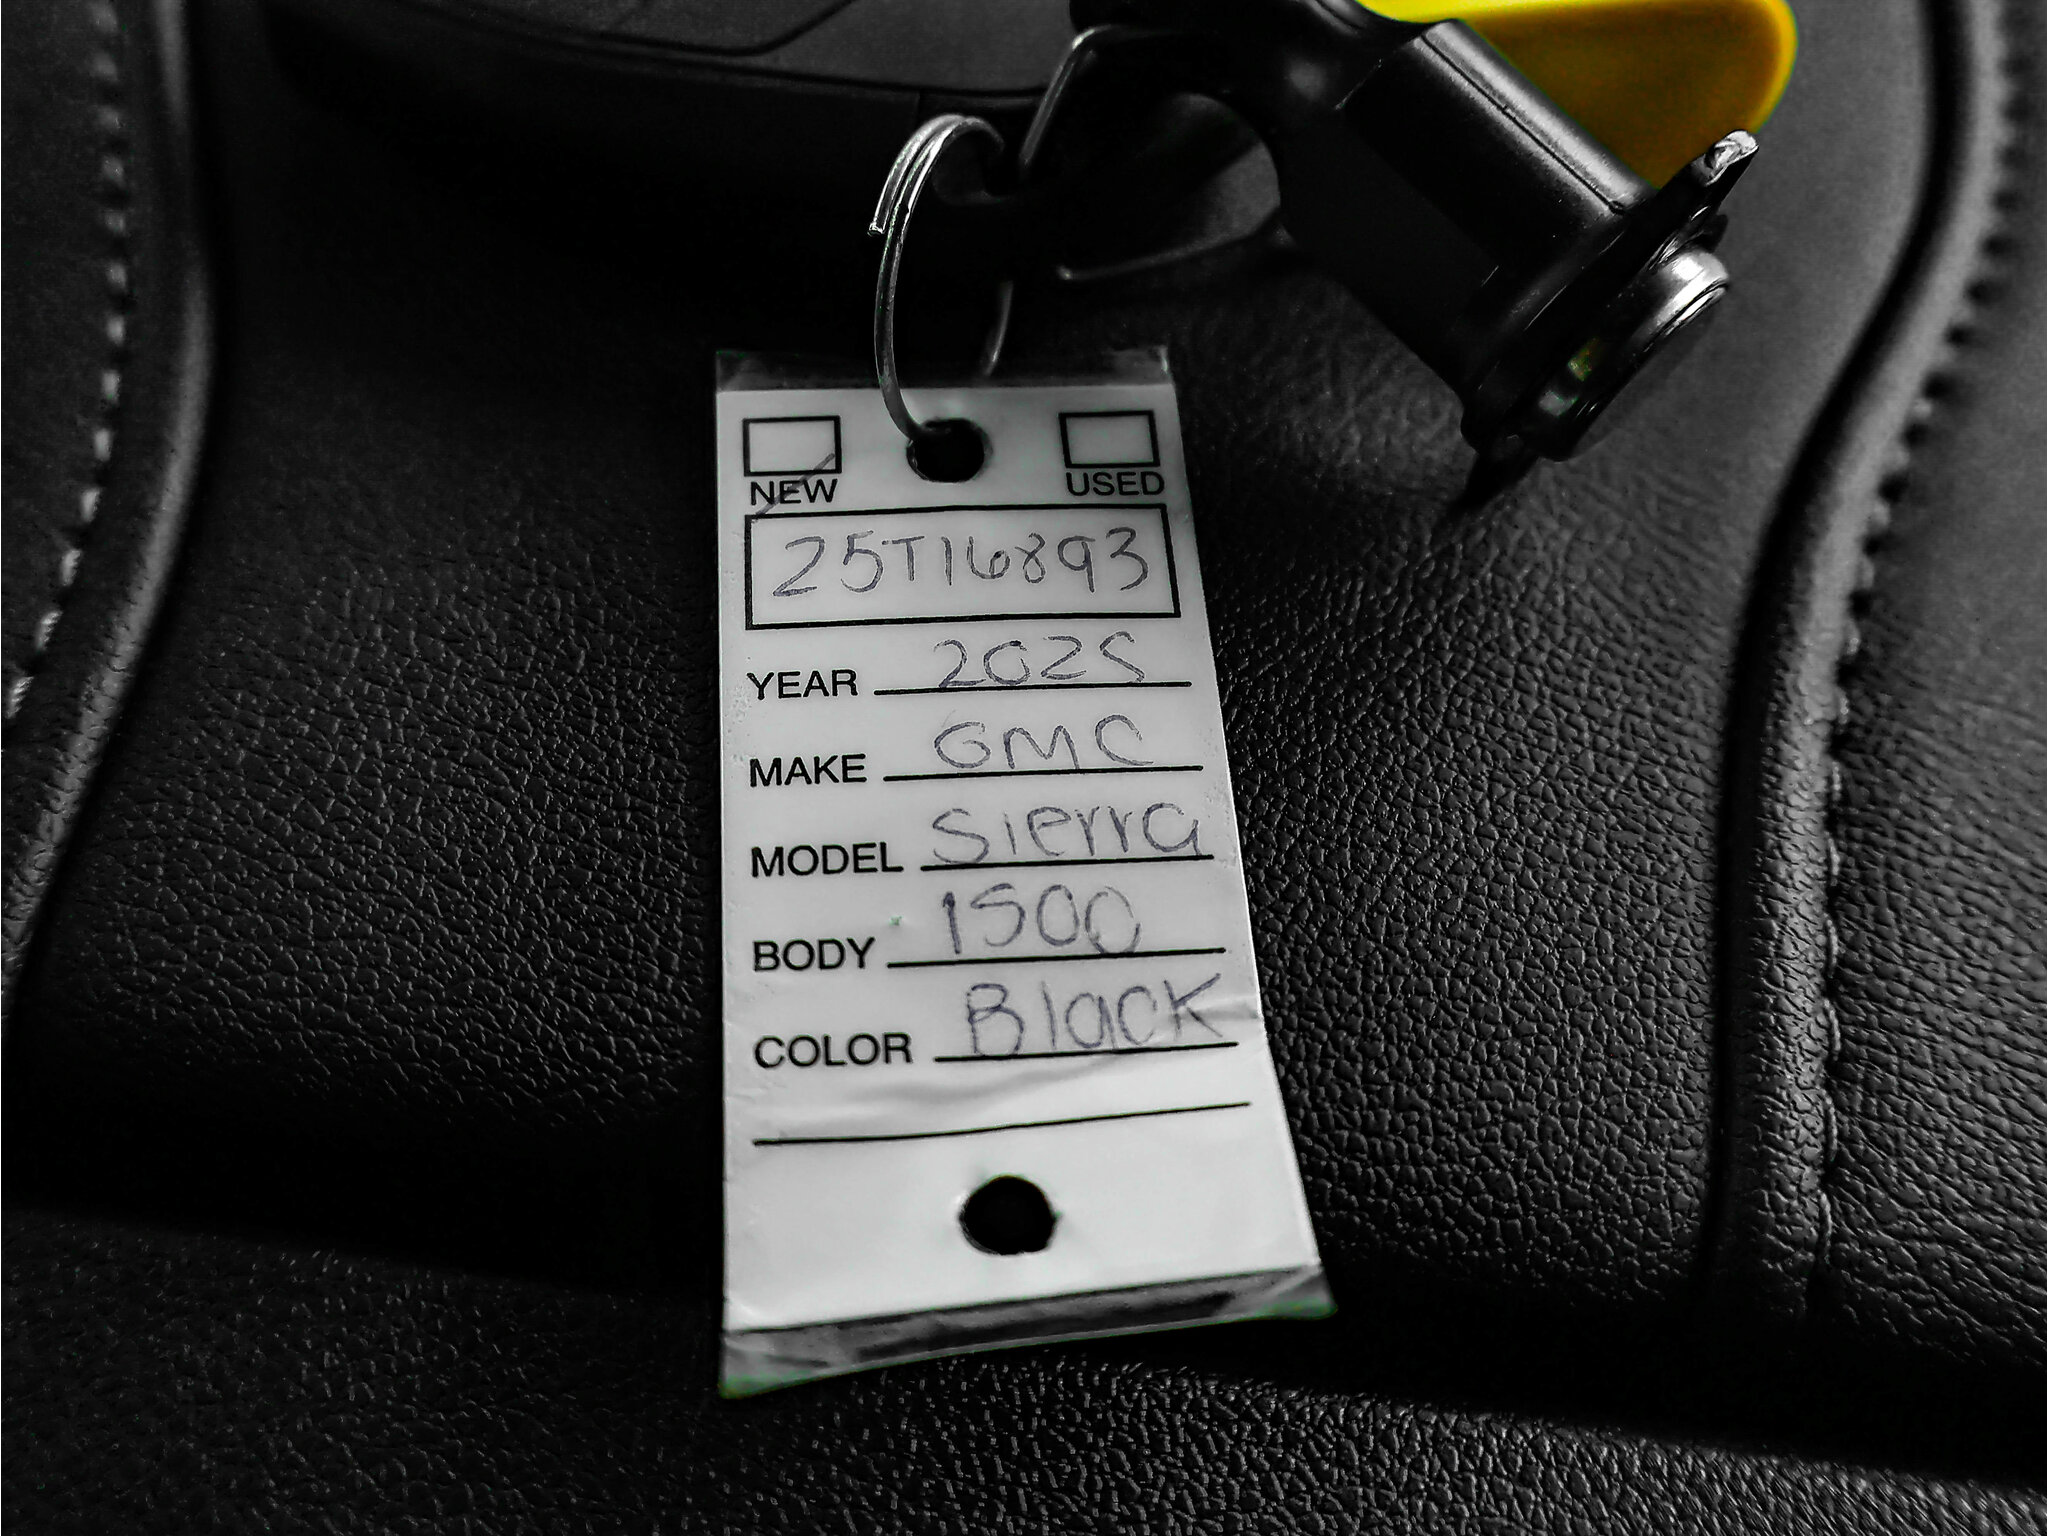 NEW USED
25T16893
YEAR 2025
MAKE GMC
MODEL Sierra
BODY 1500
COLOR Black